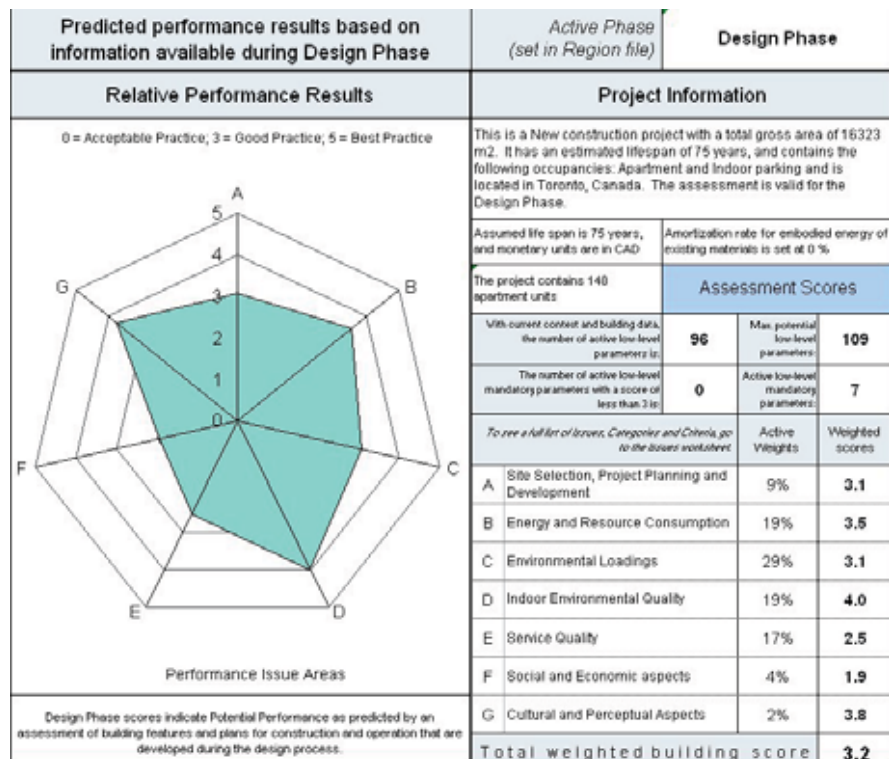 Predicted performance results based on
information available during Design Phase
Active Phase
(set in Region file)
Design Phase
Relative Performance Results
Project Information
0 = Acceptable Practice; 3 = Good Practice; 5 = Best Practice
This is a New construction project with a total gross area of 16323
m2. It has an estimated lifespan of 75 years, and contains the
following occupancies: Apartment and Indoor parking and is
located in Toronto, Canada. The assessment is valid for the
Design Phase.
Assumed life span is 75 years,
and monetary units are in CAD
Amortization rate for embodied energy of
existing materials is set at 0 %
The project contains 140
apartment units
Assessment Scores
With current context and building data,
the number of active low-level
parameters is:
96
Max. potential
low-level
parameters:
109
The number of active low-level
mandatory parameters with a score of
less than 3 is:
0
Active low-level
mandatory
parameters:
7
To see a full list of Issues, Categories and Criteria, go
to the Issues worksheet
Active
Weights
Weighted
scores
A
Site Selection, Project Planning and
Development
9%
3.1
B
Energy and Resource Consumption
19%
3.5
C
Environmental Loadings
29%
3.1
D
Indoor Environmental Quality
19%
4.0
E
Service Quality
17%
2.5
F
Social and Economic aspects
4%
1.9
G
Cultural and Perceptual Aspects
2%
3.8
Total weighted building score
3.2
A
B
C
D
E
F
G
5
4
3
2
1
0
Performance Issue Areas
Design Phase scores indicate Potential Performance as predicted by an
assessment of building features and plans for construction and operation that are
developed during the design process.